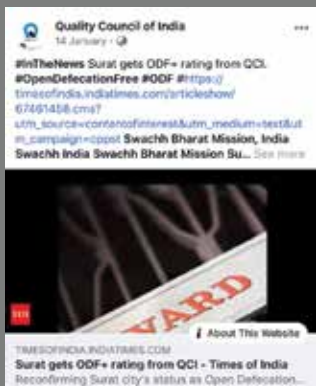 Quality Council of India
14 January
#InTheNews Surat gets ODF+ rating from QCI.
#OpenDefecationFree #ODF #https://
timesofindia.indiatimes.com/articleshow/
67461458.cms?
utm_source=contentofinterest&utm_medium=text&ut
m_campaign=cppst Swachh Bharat Mission, India
Swachh India Swachh Bharat Mission Su... See more
VARD
TOI
i About This Website
TIMESOFINDIA.INDIATIMES.COM
Surat gets ODF+ rating from QCI - Times of India
Reconfirming Surat city's status as Open Defecation...